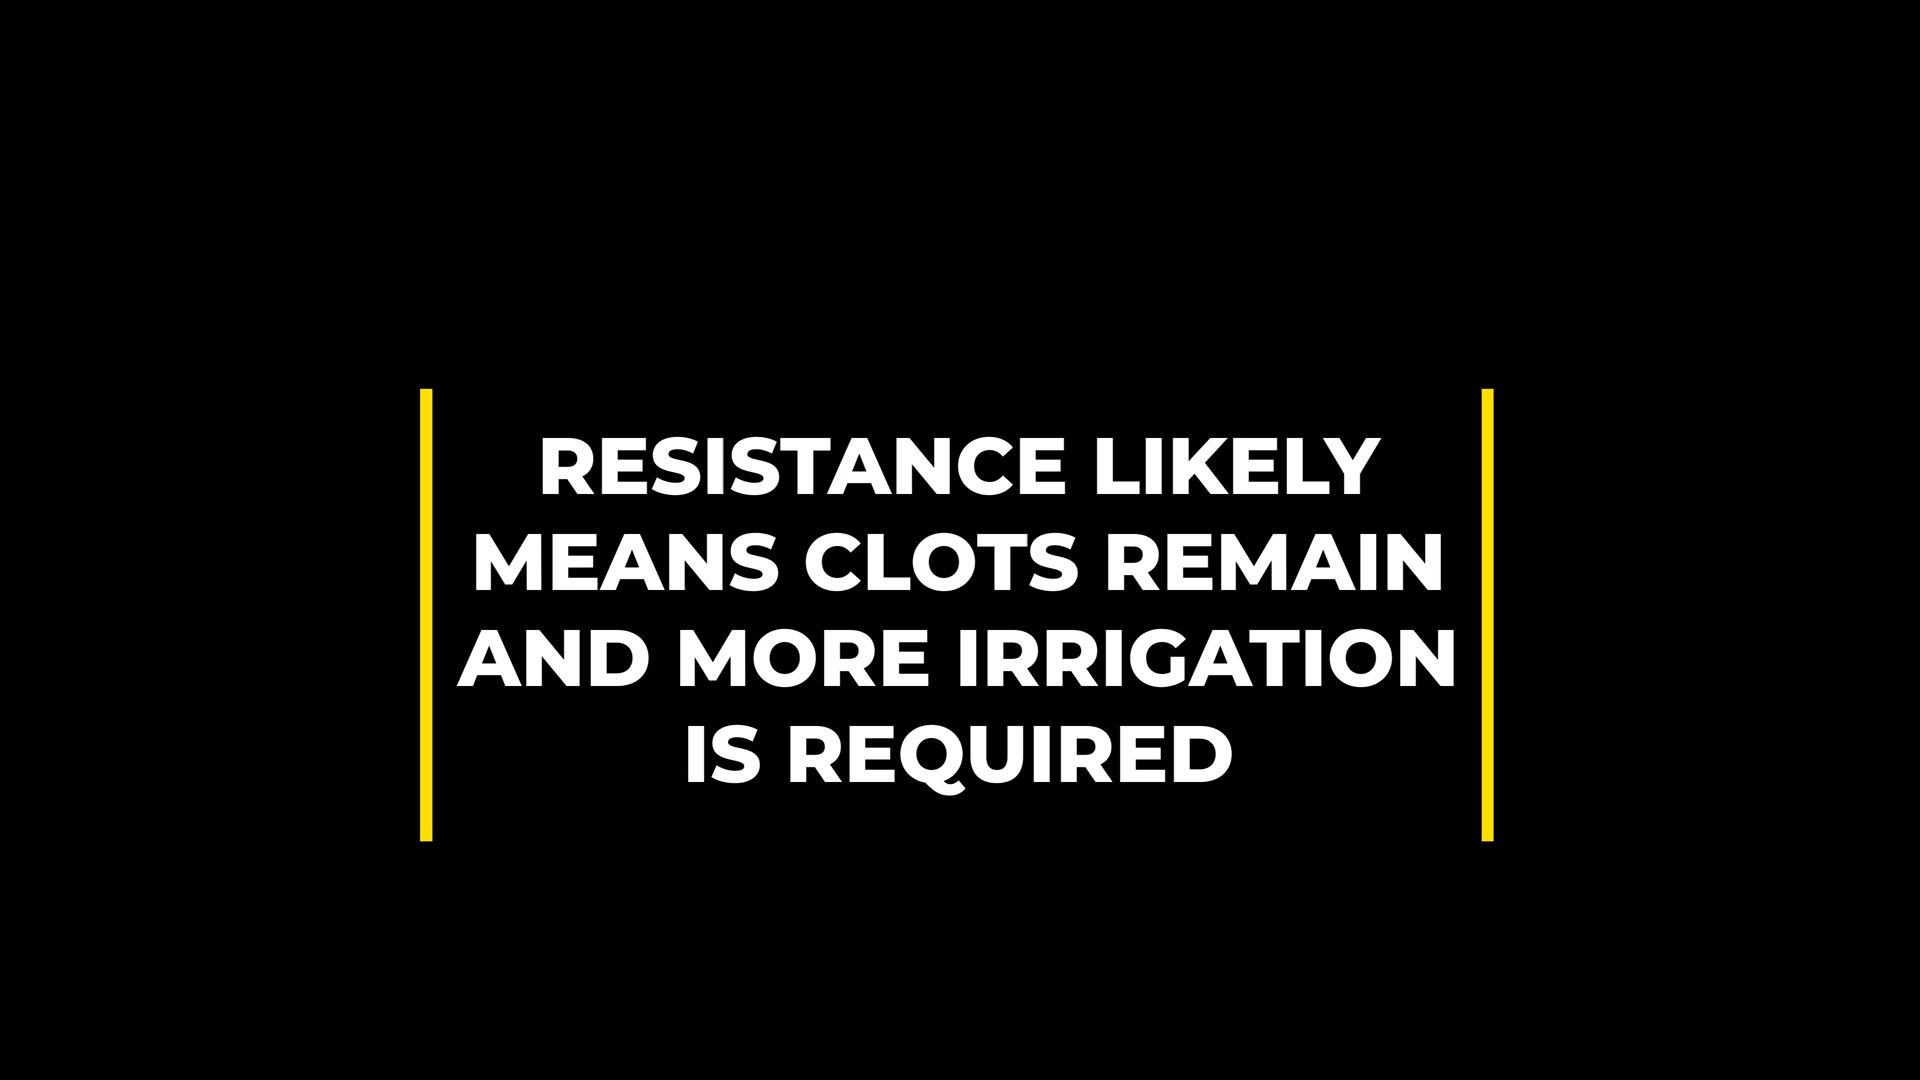 RESISTANCE LIKELY
MEANS CLOTS REMAIN
AND MORE IRRIGATION
IS REQUIRED